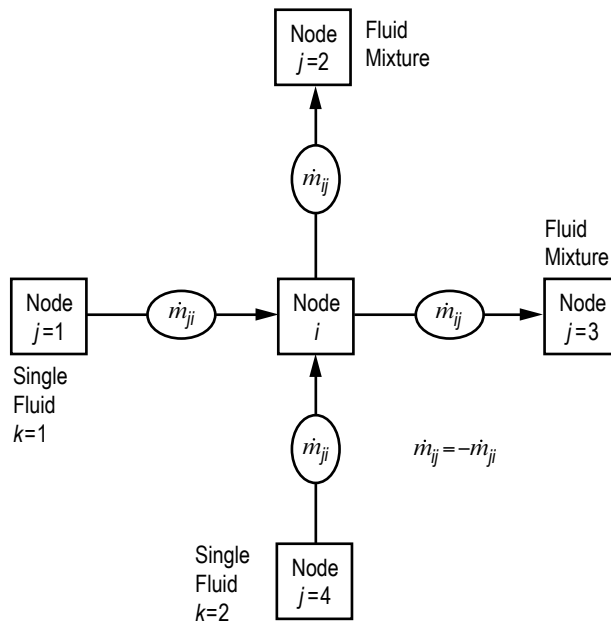 Node
j=2
Fluid
Mixture
ṁij
Fluid
Mixture
Node
j=1
ṁji
Node
i
ṁij
Node
j=3
Single
Fluid
k=1
ṁji
ṁij=−ṁji
Single
Fluid
k=2
Node
j=4